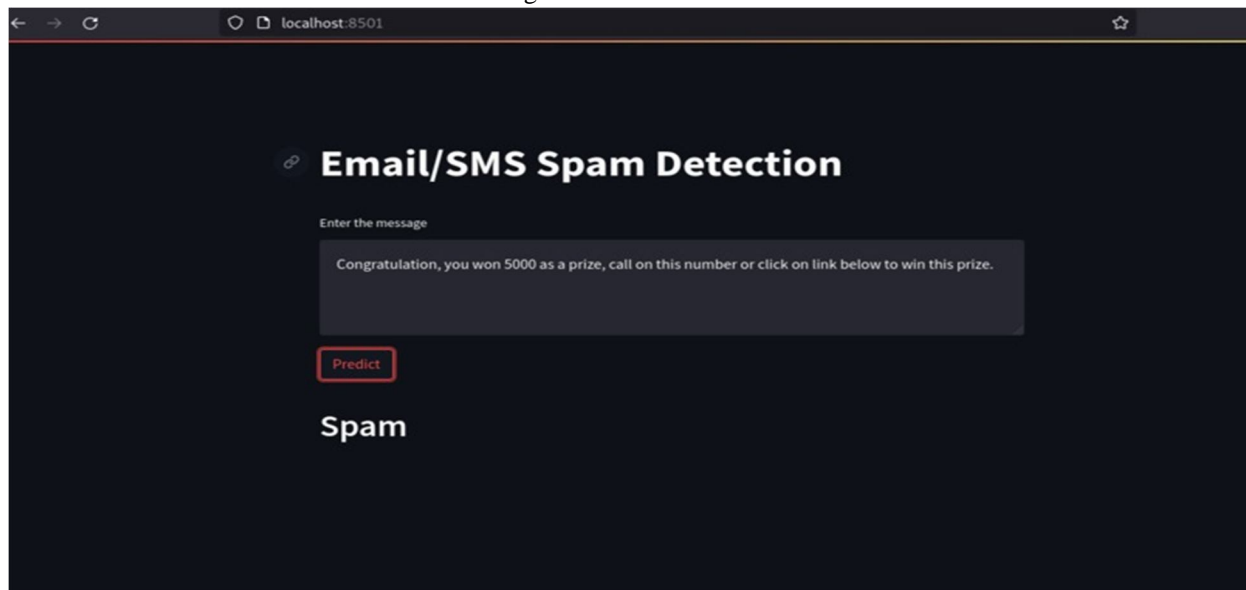 localhost:8501
Email/SMS Spam Detection
Enter the message
Congratulation, you won 5000 as a prize, call on this number or click on link below to win this prize.
Predict
Spam